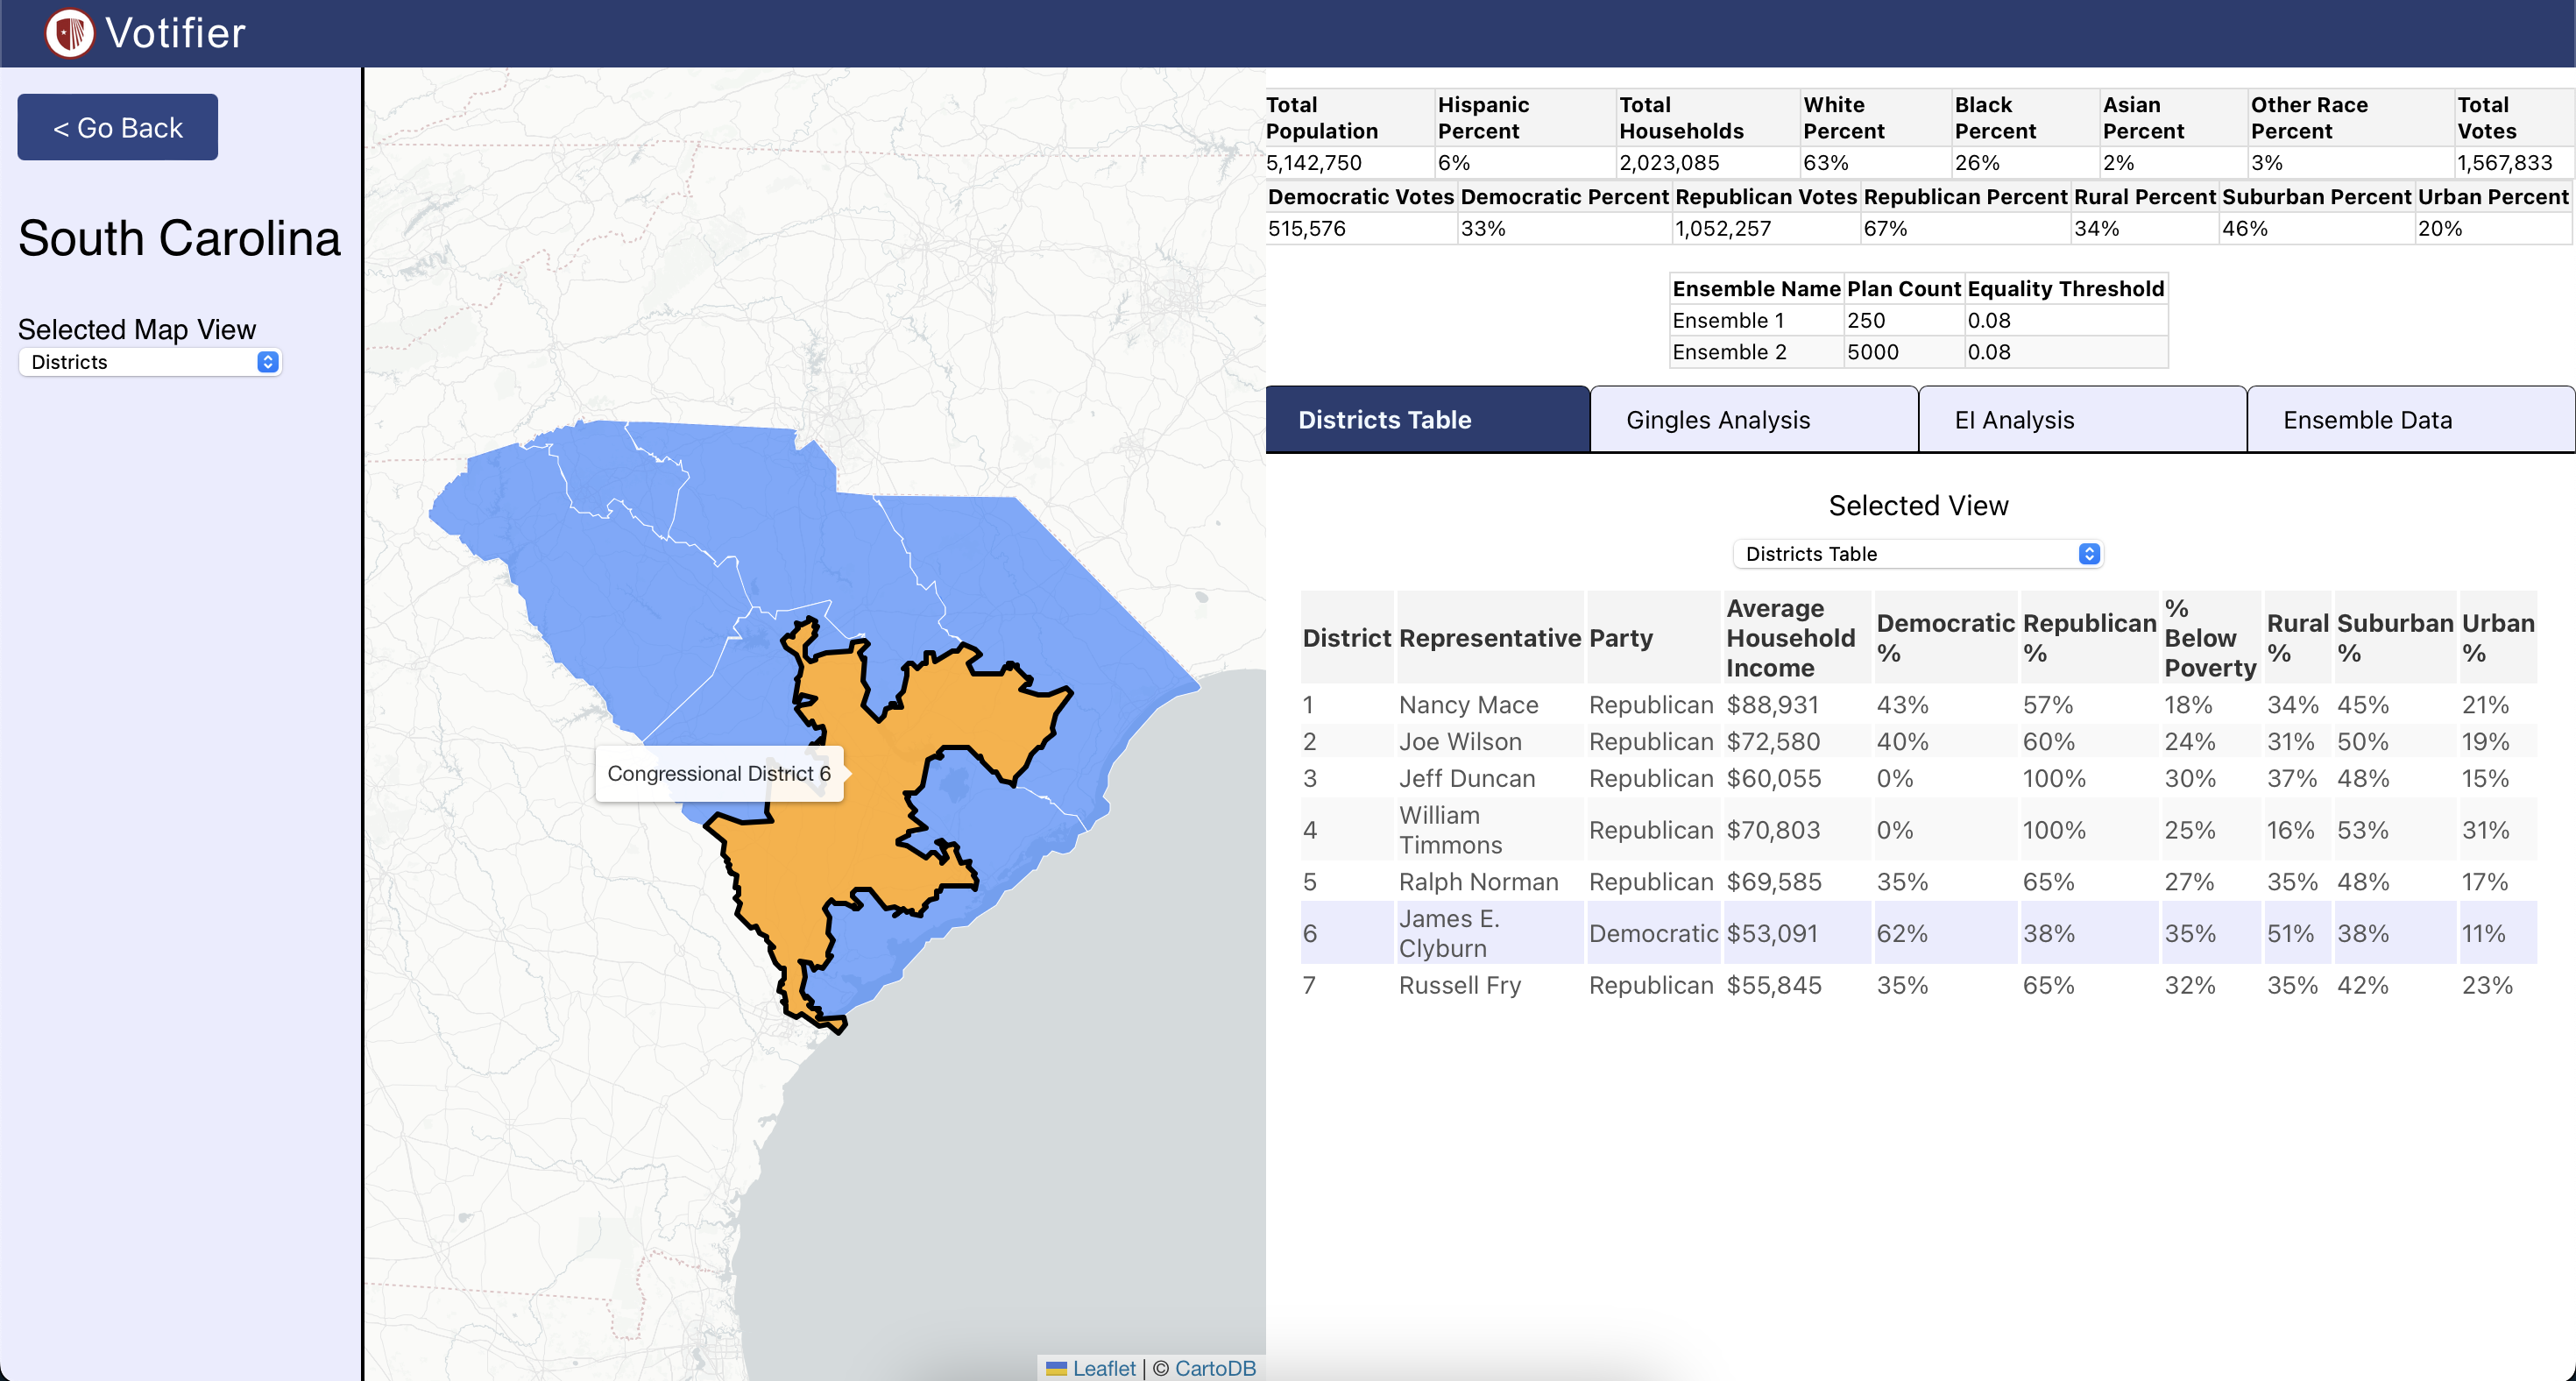 Votifier
< Go Back
South Carolina
Selected Map View
Districts
Congressional District 6
Leaflet | © CartoDB
Total Population Hispanic Percent Total Households White Percent Black Percent Asian Percent Other Race Percent Total Votes
5,142,750 6% 2,023,085 63% 26% 2% 3% 1,567,833
Democratic Votes Democratic Percent Republican Votes Republican Percent Rural Percent Suburban Percent Urban Percent
515,576 33% 1,052,257 67% 34% 46% 20%
Ensemble Name Plan Count Equality Threshold
Ensemble 1 250 0.08
Ensemble 2 5000 0.08
Districts Table Gingles Analysis EI Analysis Ensemble Data
Selected View
Districts Table
District Representative Party Average Household Income Democratic % Republican % % Below Poverty Rural % Suburban % Urban %
1 Nancy Mace Republican $88,931 43% 57% 18% 34% 45% 21%
2 Joe Wilson Republican $72,580 40% 60% 24% 31% 50% 19%
3 Jeff Duncan Republican $60,055 0% 100% 30% 37% 48% 15%
4 William Timmons Republican $70,803 0% 100% 25% 16% 53% 31%
5 Ralph Norman Republican $69,585 35% 65% 27% 35% 48% 17%
6 James E. Clyburn Democratic $53,091 62% 38% 35% 51% 38% 11%
7 Russell Fry Republican $55,845 35% 65% 32% 35% 42% 23%